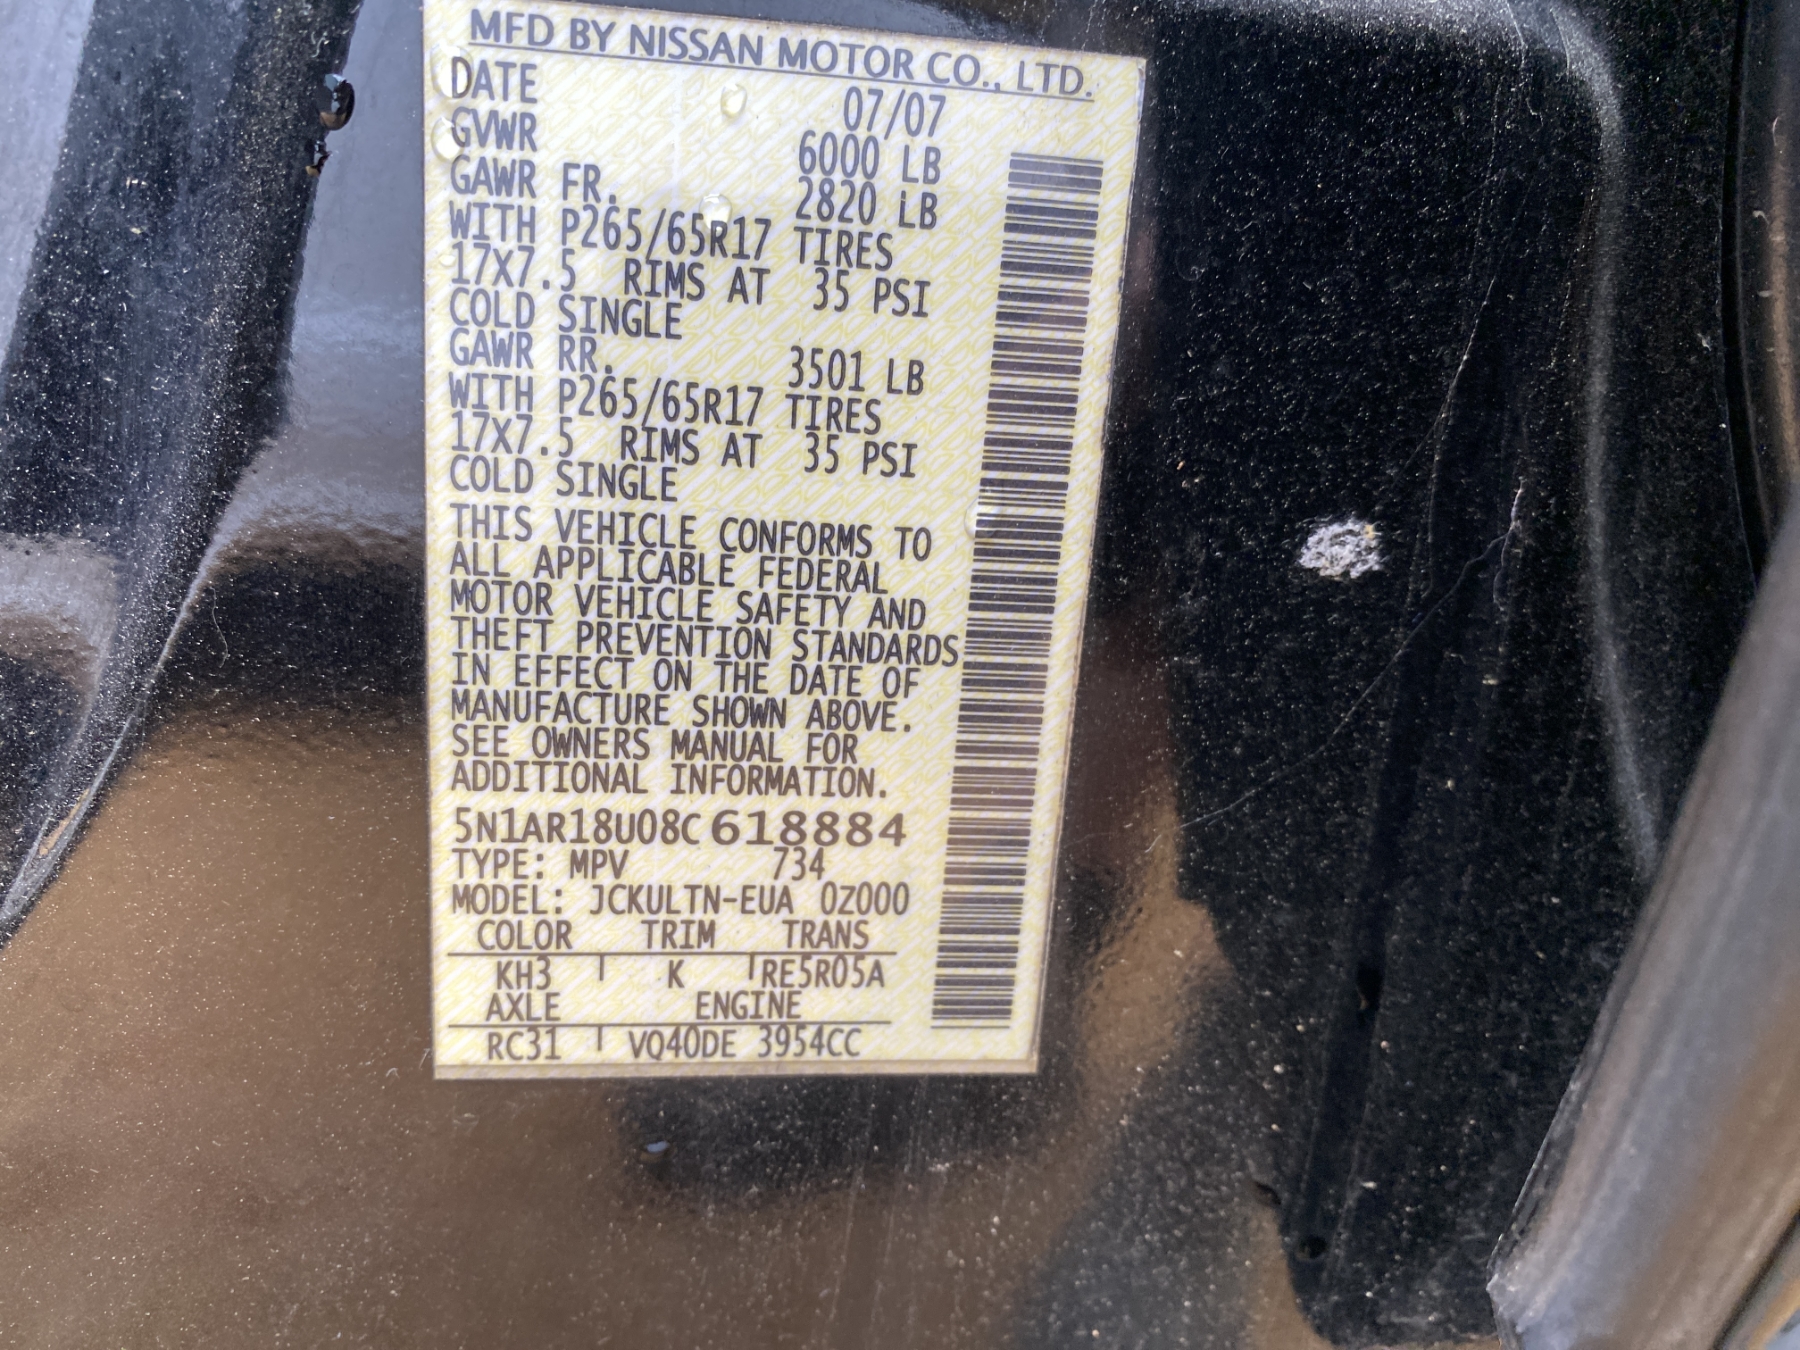 MFD BY NISSAN MOTOR CO., LTD.
DATE 07/07
GVWR 6000 LB
GAWR FR. 2820 LB
WITH P265/65R17 TIRES
17X7.5 RIMS AT 35 PSI
COLD SINGLE
GAWR RR. 3501 LB
WITH P265/65R17 TIRES
17X7.5 RIMS AT 35 PSI
COLD SINGLE
THIS VEHICLE CONFORMS TO
ALL APPLICABLE FEDERAL
MOTOR VEHICLE SAFETY AND
THEFT PREVENTION STANDARDS
IN EFFECT ON THE DATE OF
MANUFACTURE SHOWN ABOVE.
SEE OWNERS MANUAL FOR
ADDITIONAL INFORMATION.
5N1AR18U08C618884
TYPE: MPV 734
MODEL: JCKULTN-EUA 0Z000
COLOR TRIM TRANS
KH3 K RE5R05A
AXLE ENGINE
RC31 VQ40DE 3954CC